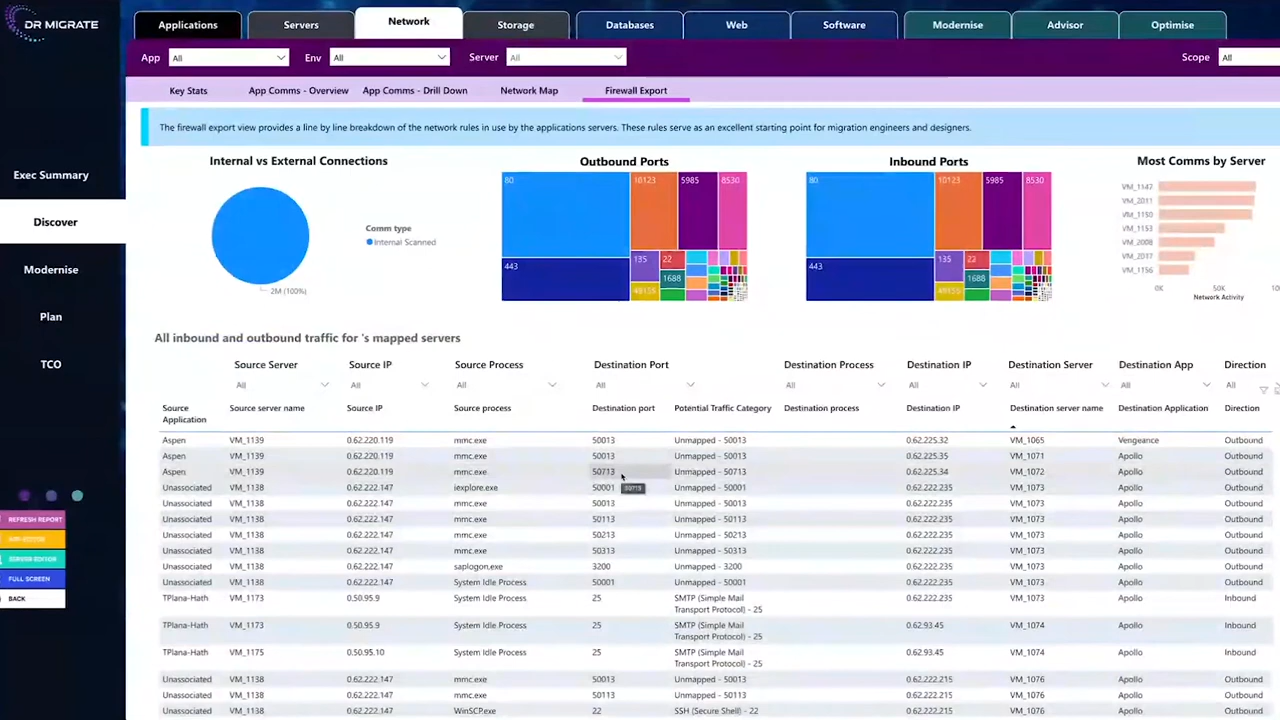 DR MIGRATE
Applications Servers Network Storage Databases Web Software Modernise Advisor Optimise
App All Env All Server All Scope All
Key Stats App Comms - Overview App Comms - Drill Down Network Map Firewall Export
The firewall export view provides a line by line breakdown of the network rules in use by the applications servers. These rules serve as an excellent starting point for migration engineers and designers.
Exec Summary
Discover
Modernise
Plan
TCO
REFRESH REPORT
SERVER EDITOR
FULL SCREEN
BACK
Internal vs External Connections
Comm type
Internal Scanned
2M (100%)
Outbound Ports
80 10123 5985 8530
443 135 22
1688
49155
Inbound Ports
80 10123 5985 8530
443 135 22
1688
49155
Most Comms by Server
VM_1147
VM_2011
VM_1150
VM_1153
VM_2008
VM_2017
VM_1156
0K 50K
Network Activity
All inbound and outbound traffic for 's mapped servers
Source Server Source IP Source Process Destination Port Destination Process Destination IP Destination Server Destination App Direction
All All All All All All All All All
Source Application Source server name Source IP Source process Destination port Potential Traffic Category Destination process Destination IP Destination server name Destination Application Direction
Aspen VM_1139 0.62.220.119 mmc.exe 50013 Unmapped - 50013 0.62.225.32 VM_1065 Vengeance Outbound
Aspen VM_1139 0.62.220.119 mmc.exe 50013 Unmapped - 50013 0.62.225.35 VM_1071 Apollo Outbound
Aspen VM_1139 0.62.220.119 mmc.exe 50713 Unmapped - 50713 0.62.225.34 VM_1072 Apollo Outbound
Unassociated VM_1138 0.62.222.147 iexplore.exe 50001 50713 Unmapped - 50001 0.62.222.235 VM_1073 Apollo Outbound
Unassociated VM_1138 0.62.222.147 mmc.exe 50013 Unmapped - 50013 0.62.222.235 VM_1073 Apollo Outbound
Unassociated VM_1138 0.62.222.147 mmc.exe 50113 Unmapped - 50113 0.62.222.235 VM_1073 Apollo Outbound
Unassociated VM_1138 0.62.222.147 mmc.exe 50213 Unmapped - 50213 0.62.222.235 VM_1073 Apollo Outbound
Unassociated VM_1138 0.62.222.147 mmc.exe 50313 Unmapped - 50313 0.62.222.235 VM_1073 Apollo Outbound
Unassociated VM_1138 0.62.222.147 saplogon.exe 3200 Unmapped - 3200 0.62.222.235 VM_1073 Apollo Outbound
Unassociated VM_1138 0.62.222.147 System Idle Process 50001 Unmapped - 50001 0.62.222.235 VM_1073 Apollo Outbound
TPlana-Hath VM_1173 0.50.95.9 System Idle Process 25 SMTP (Simple Mail Transport Protocol) - 25 0.62.222.235 VM_1073 Apollo Inbound
TPlana-Hath VM_1173 0.50.95.9 System Idle Process 25 SMTP (Simple Mail Transport Protocol) - 25 0.62.93.45 VM_1074 Apollo Inbound
TPlana-Hath VM_1175 0.50.95.10 System Idle Process 25 SMTP (Simple Mail Transport Protocol) - 25 0.62.93.45 VM_1074 Apollo Inbound
Unassociated VM_1138 0.62.222.147 mmc.exe 50013 Unmapped - 50013 0.62.222.215 VM_1076 Apollo Outbound
Unassociated VM_1138 0.62.222.147 mmc.exe 50113 Unmapped - 50113 0.62.222.215 VM_1076 Apollo Outbound
Unassociated VM_1138 0.62.222.147 WinSCP.exe 22 SSH (Secure Shell) - 22 0.62.222.215 VM_1076 Apollo Outbound